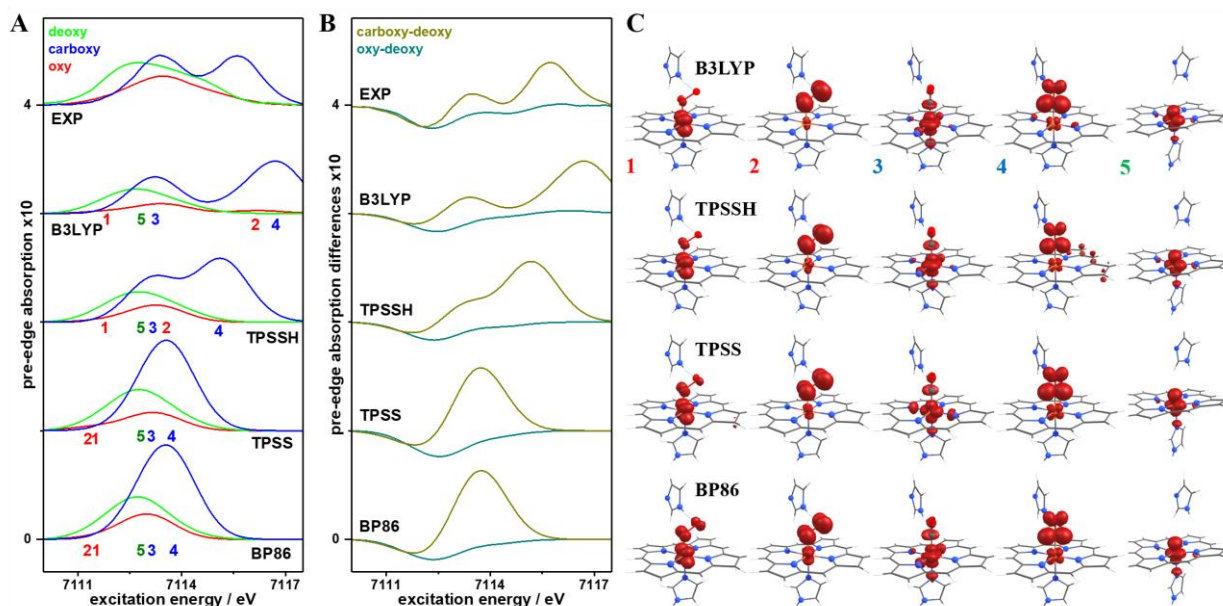 A
deoxy
carboxy
oxy
4
EXP
1 5 3 2 4
B3LYP
1 5 3 2 4
TPSSH
21 5 3 4
TPSS
21 5 3 4
0
BP86
7111 7114 7117
excitation energy / eV
pre-edge absorption x10
B
carboxy-deoxy
oxy-deoxy
4
EXP
B3LYP
TPSSH
TPSS
BP86
0
7111 7114 7117
excitation energy / eV
pre-edge absorption differences x10
C
B3LYP
1 2 3 4 5
TPSSH
TPSS
BP86